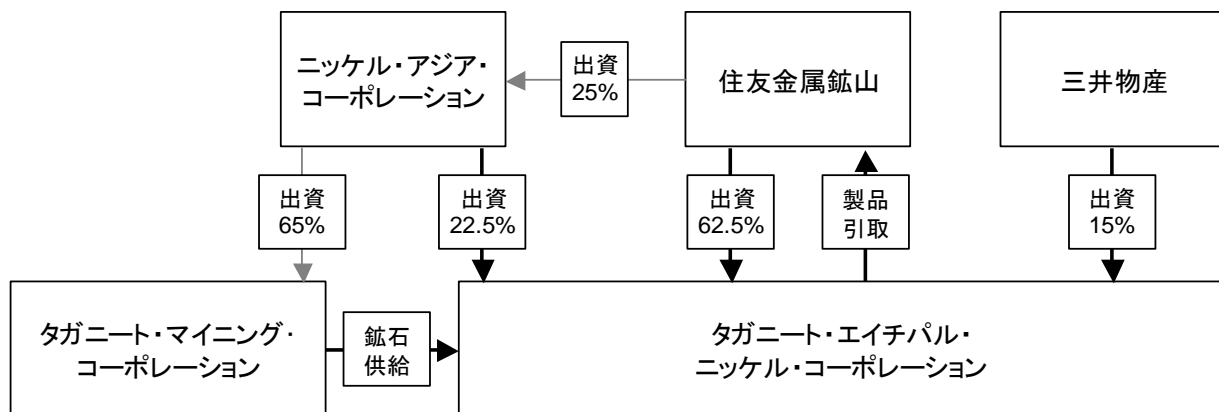 ニッケル・アジア・
コーポレーション
出資
25%
住友金属鉱山
三井物産
出資
65%
出資
22.5%
出資
62.5%
製品
引取
出資
15%
タガニート・マイニング・
コーポレーション
鉱石
供給
タガニート・エイチパル・
ニッケル・コーポレーション